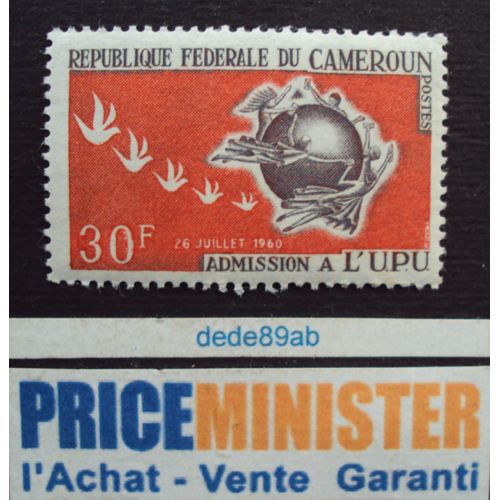 REPUBLIQUE FEDERALE DU CAMEROUN
POSTES
30F
26 JUILLET 1960
ADMISSION A L'U.P.U.
dede89ab
PRICEMINISTER
l'Achat - Vente Garanti